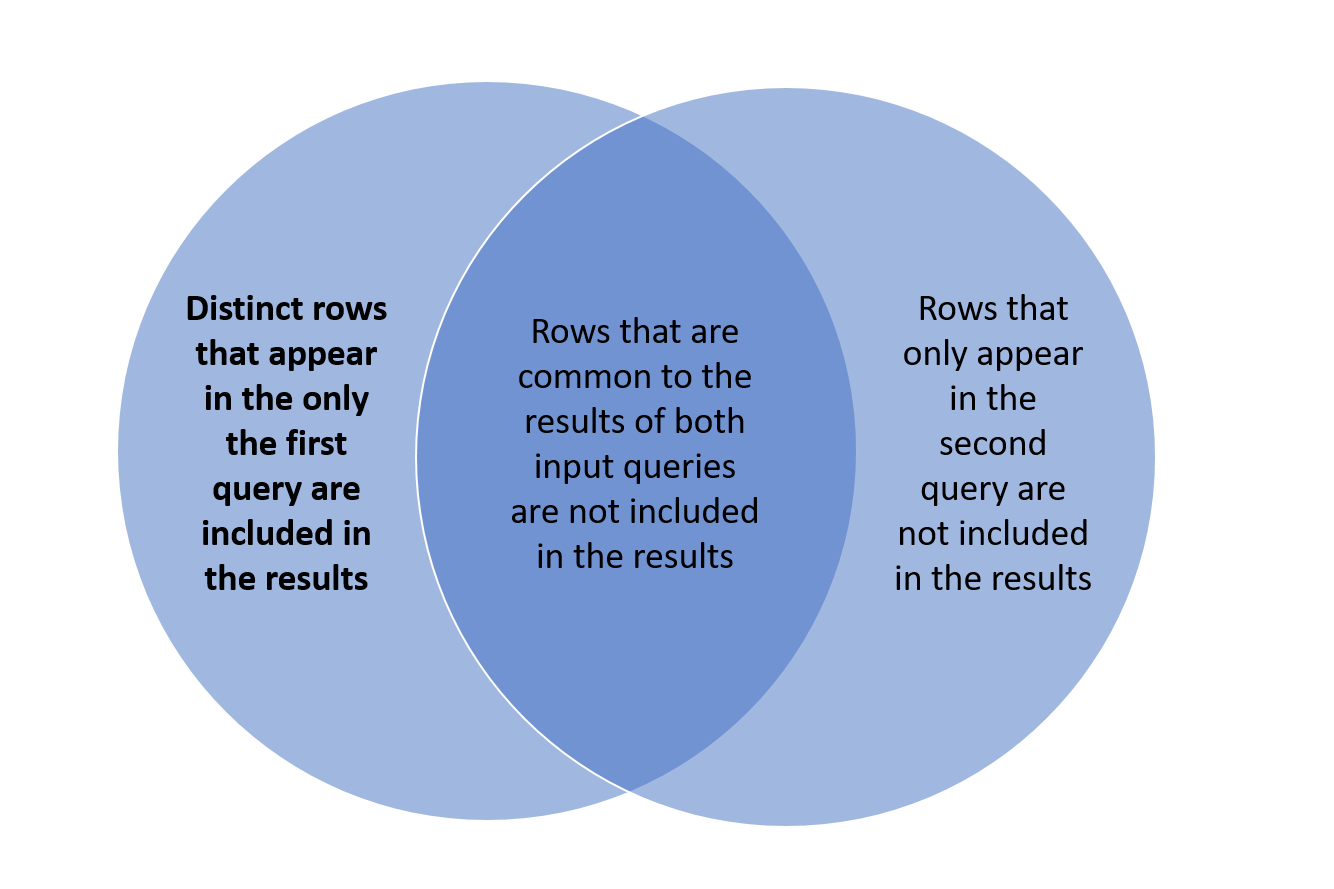 Distinct rows
that appear
in the only
the first
query are
included in
the results
Rows that are
common to the
results of both
input queries
are not included
in the results
Rows that
only appear
in the
second
query are
not included
in the results